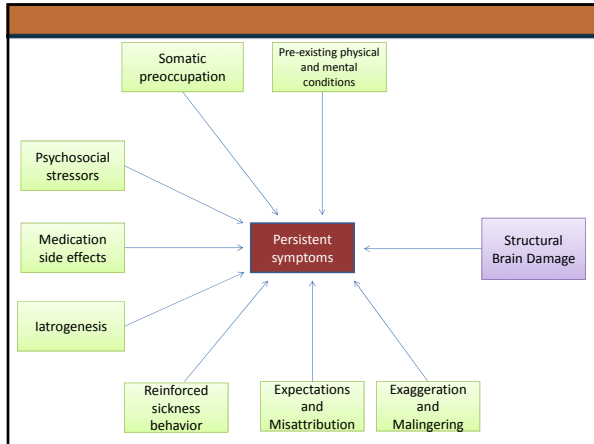 Somatic
preoccupation
Pre-existing physical
and mental
conditions
Psychosocial
stressors
Medication
side effects
Persistent
symptoms
Structural
Brain Damage
Iatrogenesis
Reinforced
sickness
behavior
Expectations
and
Misattribution
Exaggeration
and
Malingering